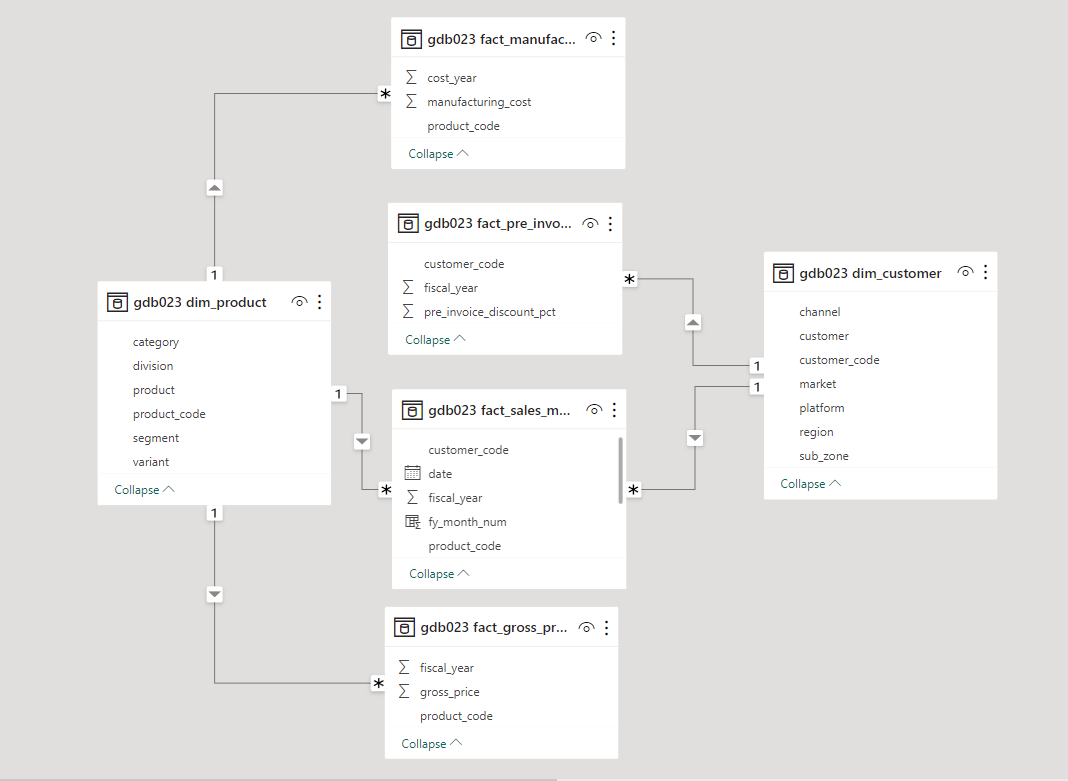 gdb023 fact_manufac...
cost_year
manufacturing_cost
product_code
Collapse
*
1
gdb023 fact_pre_invo...
customer_code
fiscal_year
pre_invoice_discount_pct
Collapse
*
gdb023 dim_customer
channel
customer
customer_code
market
platform
region
sub_zone
Collapse
1
1
gdb023 dim_product
category
division
product
product_code
segment
variant
Collapse
1
1
gdb023 fact_sales_m...
customer_code
date
fiscal_year
fy_month_num
product_code
Collapse
*
*
gdb023 fact_gross_pr...
fiscal_year
gross_price
product_code
Collapse
*